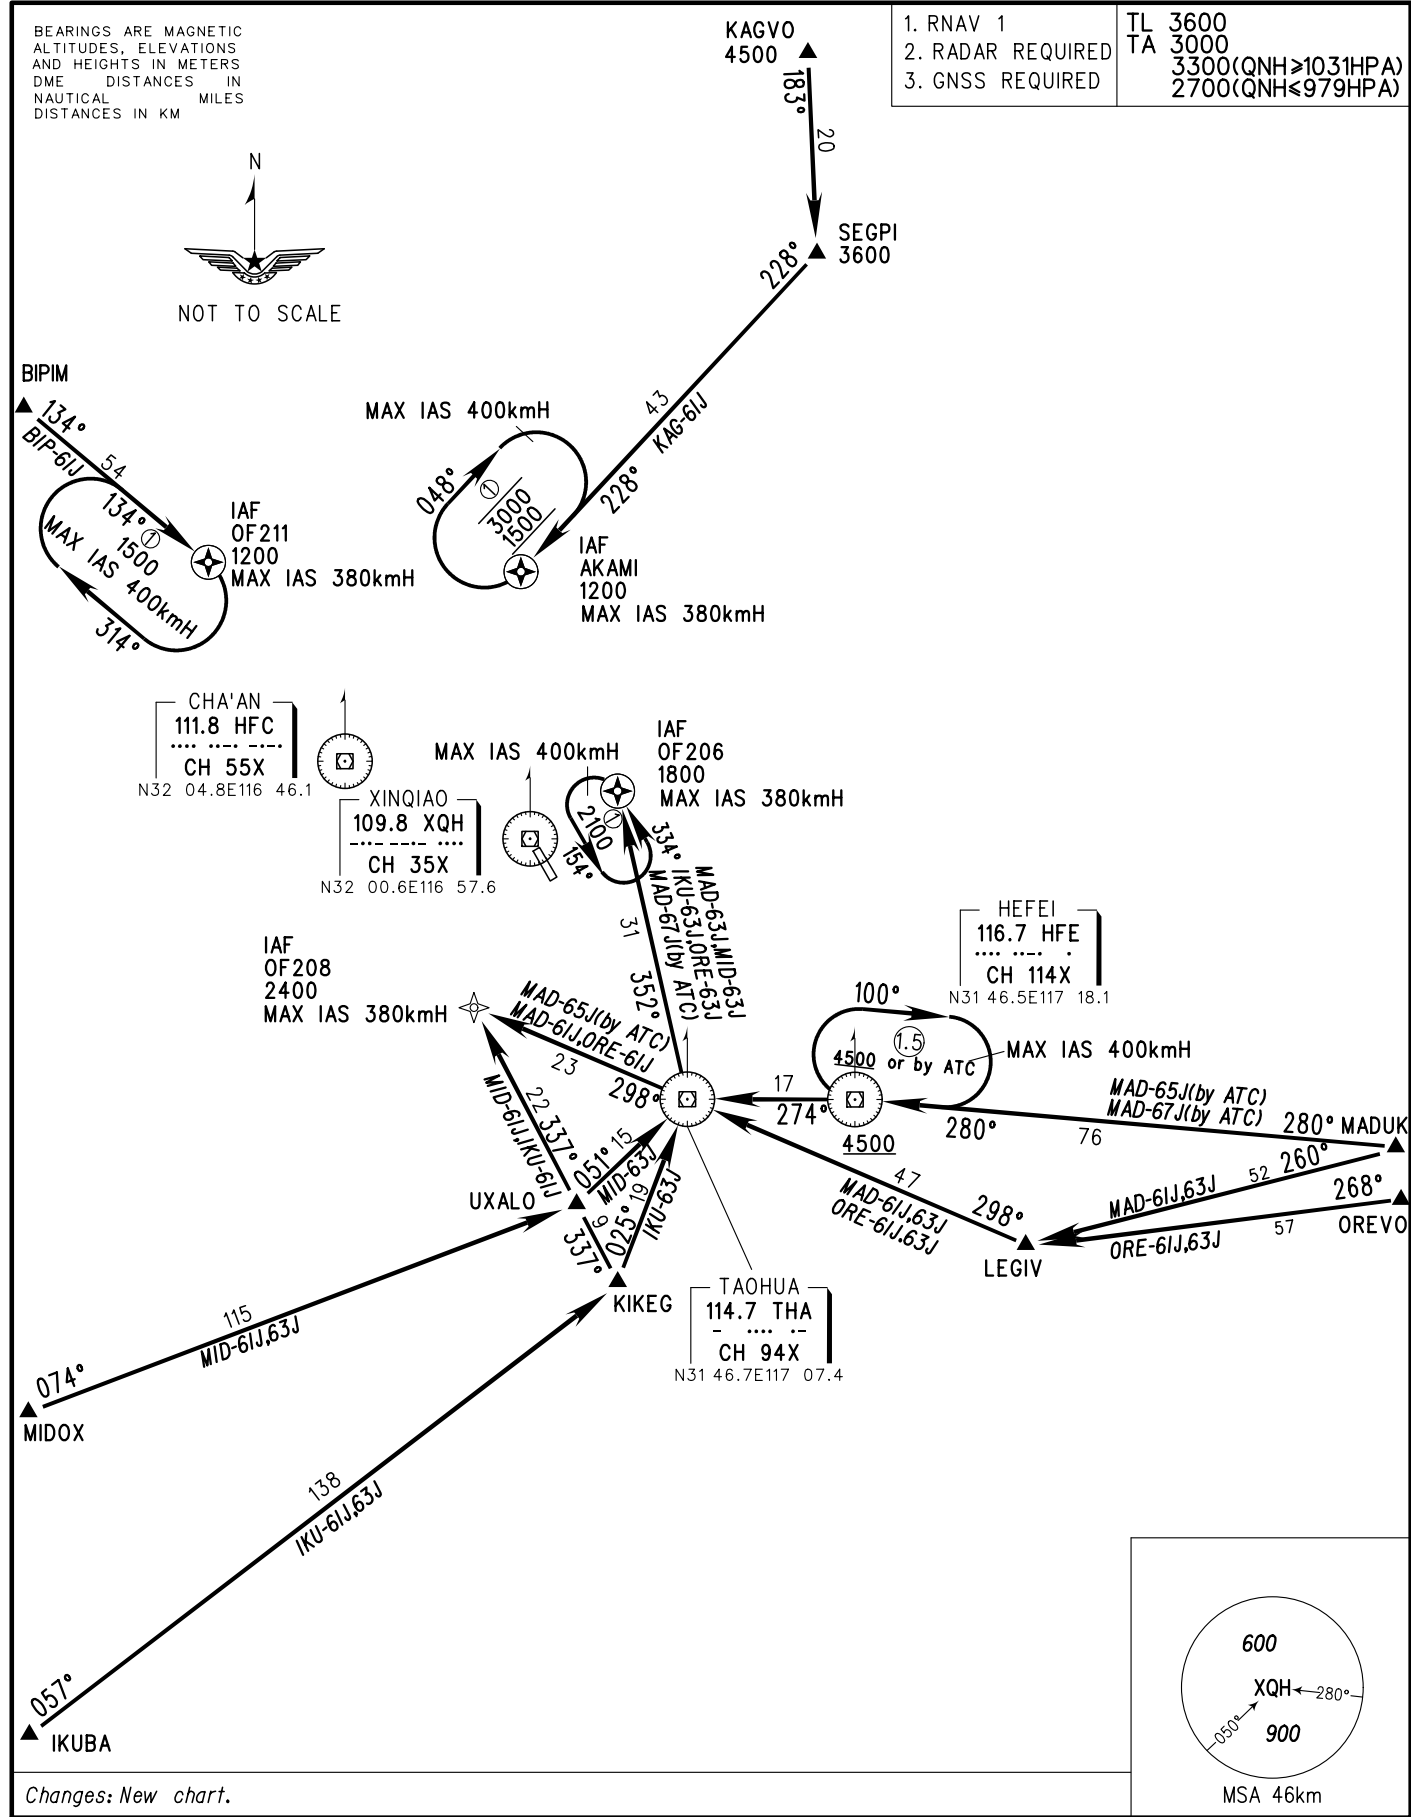 BEARINGS ARE MAGNETIC
ALTITUDES, ELEVATIONS
AND HEIGHTS IN METERS
DME DISTANCES IN
NAUTICAL MILES
DISTANCES IN KM
1. RNAV 1
2. RADAR REQUIRED
3. GNSS REQUIRED
TL 3600
TA 3000
3300(QNH≥1031HPA)
2700(QNH≤979HPA)
KAGVO
4500
183°
20
SEGPI
3600
228°
43
KAG-61J
228°
N
NOT TO SCALE
BIPIM
134°
BIP-61J
54
134°
1
1500
MAX IAS 400kmH
314°
IAF
OF211
1200
MAX IAS 380kmH
MAX IAS 400kmH
048°
1
3000
1500
IAF
AKAMI
1200
MAX IAS 380kmH
CHA'AN
111.8 HFC
···· ··-· -·-·
CH 55X
N32 04.8E116 46.1
XINQIAO
109.8 XQH
-··- --·- ····
CH 35X
N32 00.6E116 57.6
MAX IAS 400kmH
IAF
OF206
1800
MAX IAS 380kmH
1
2100
154°
334°
MAD-63J,MID-63J
IKU-63J,ORE-63J
MAD-67J(by ATC)
31
352°
IAF
OF208
2400
MAX IAS 380kmH
MAD-65J(by ATC)
MAD-61J,ORE-61J
23
298°
HEFEI
116.7 HFE
···· ··-· ·
CH 114X
N31 46.5E117 18.1
100°
1.5
4500 or by ATC
MAX IAS 400kmH
17
274°
4500
280°
76
MAD-65J(by ATC)
MAD-67J(by ATC)
280°
MADUK
260°
52
MAD-61J,63J
268°
OREVO
57
ORE-61J,63J
LEGIV
298°
47
MAD-61J,63J
ORE-61J.63J
22
337°
MID-61J,IKU-61J
UXALO
051°
15
MID-63J
9
337°
025°
19
IKU-63J
KIKEG
TAOHUA
114.7 THA
- ···· ·-
CH 94X
N31 46.7E117 07.4
115
MID-61J,63J
074°
MIDOX
138
IKU-61J,63J
057°
IKUBA
600
XQH
280°
050°
900
MSA 46km
Changes: New chart.